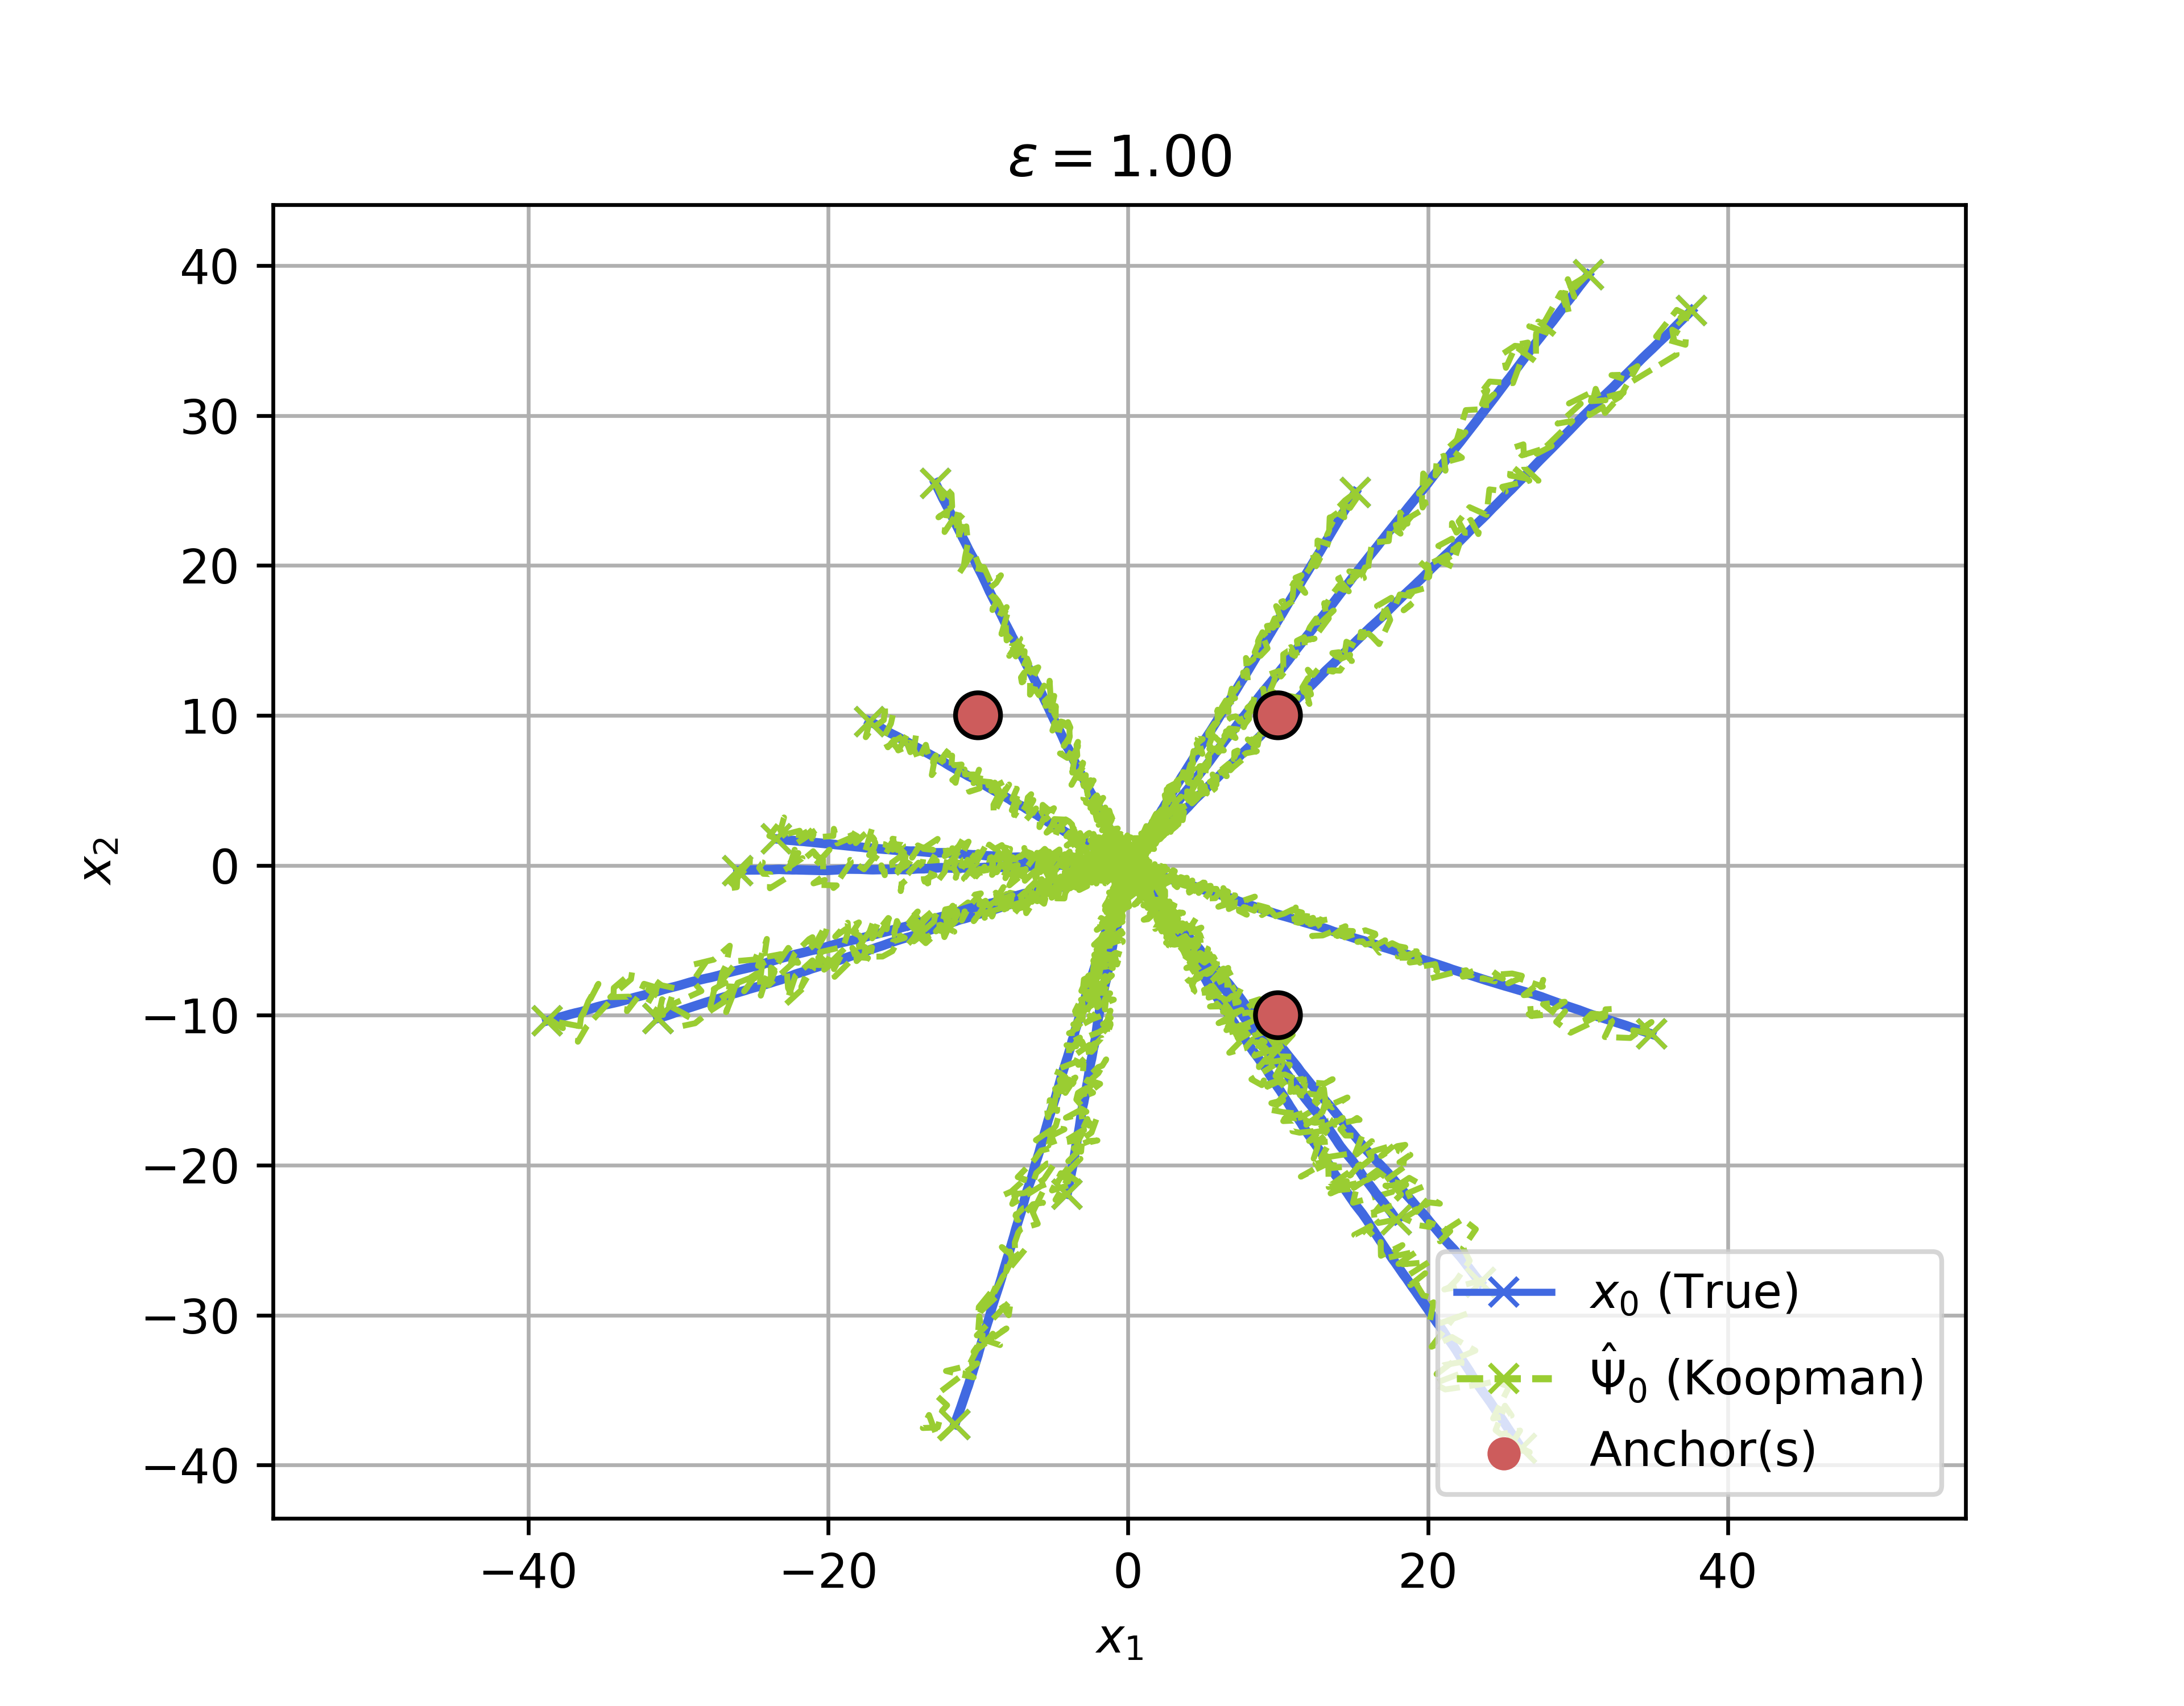 ε = 1.00
40
30
20
10
0
−10
−20
−30
−40
x₂
−40 −20 0 20 40
x₁
x₀ (True)
Ψ̂₀ (Koopman)
Anchor(s)